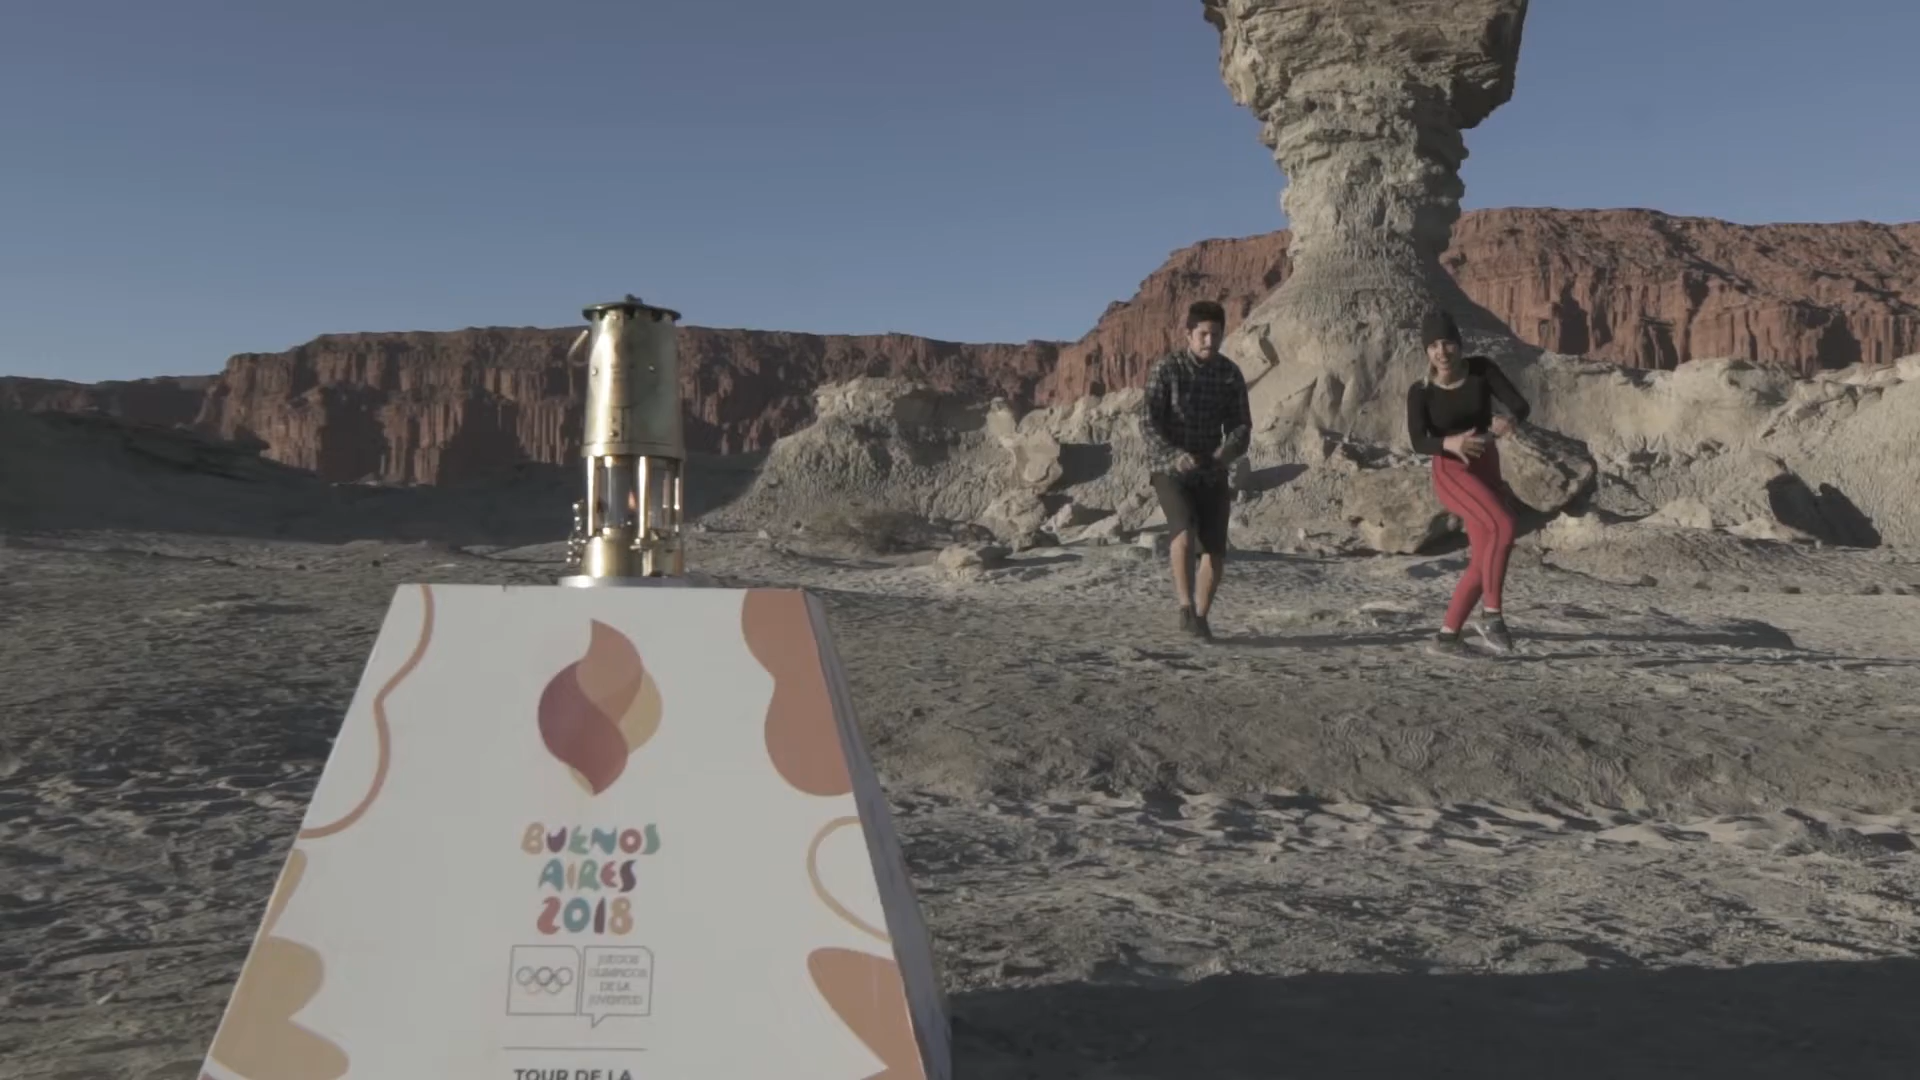 BUENOS
AIRES
2018
JUEGOS
OLÍMPICOS
DE LA
JUVENTUD
TOUR DE LA